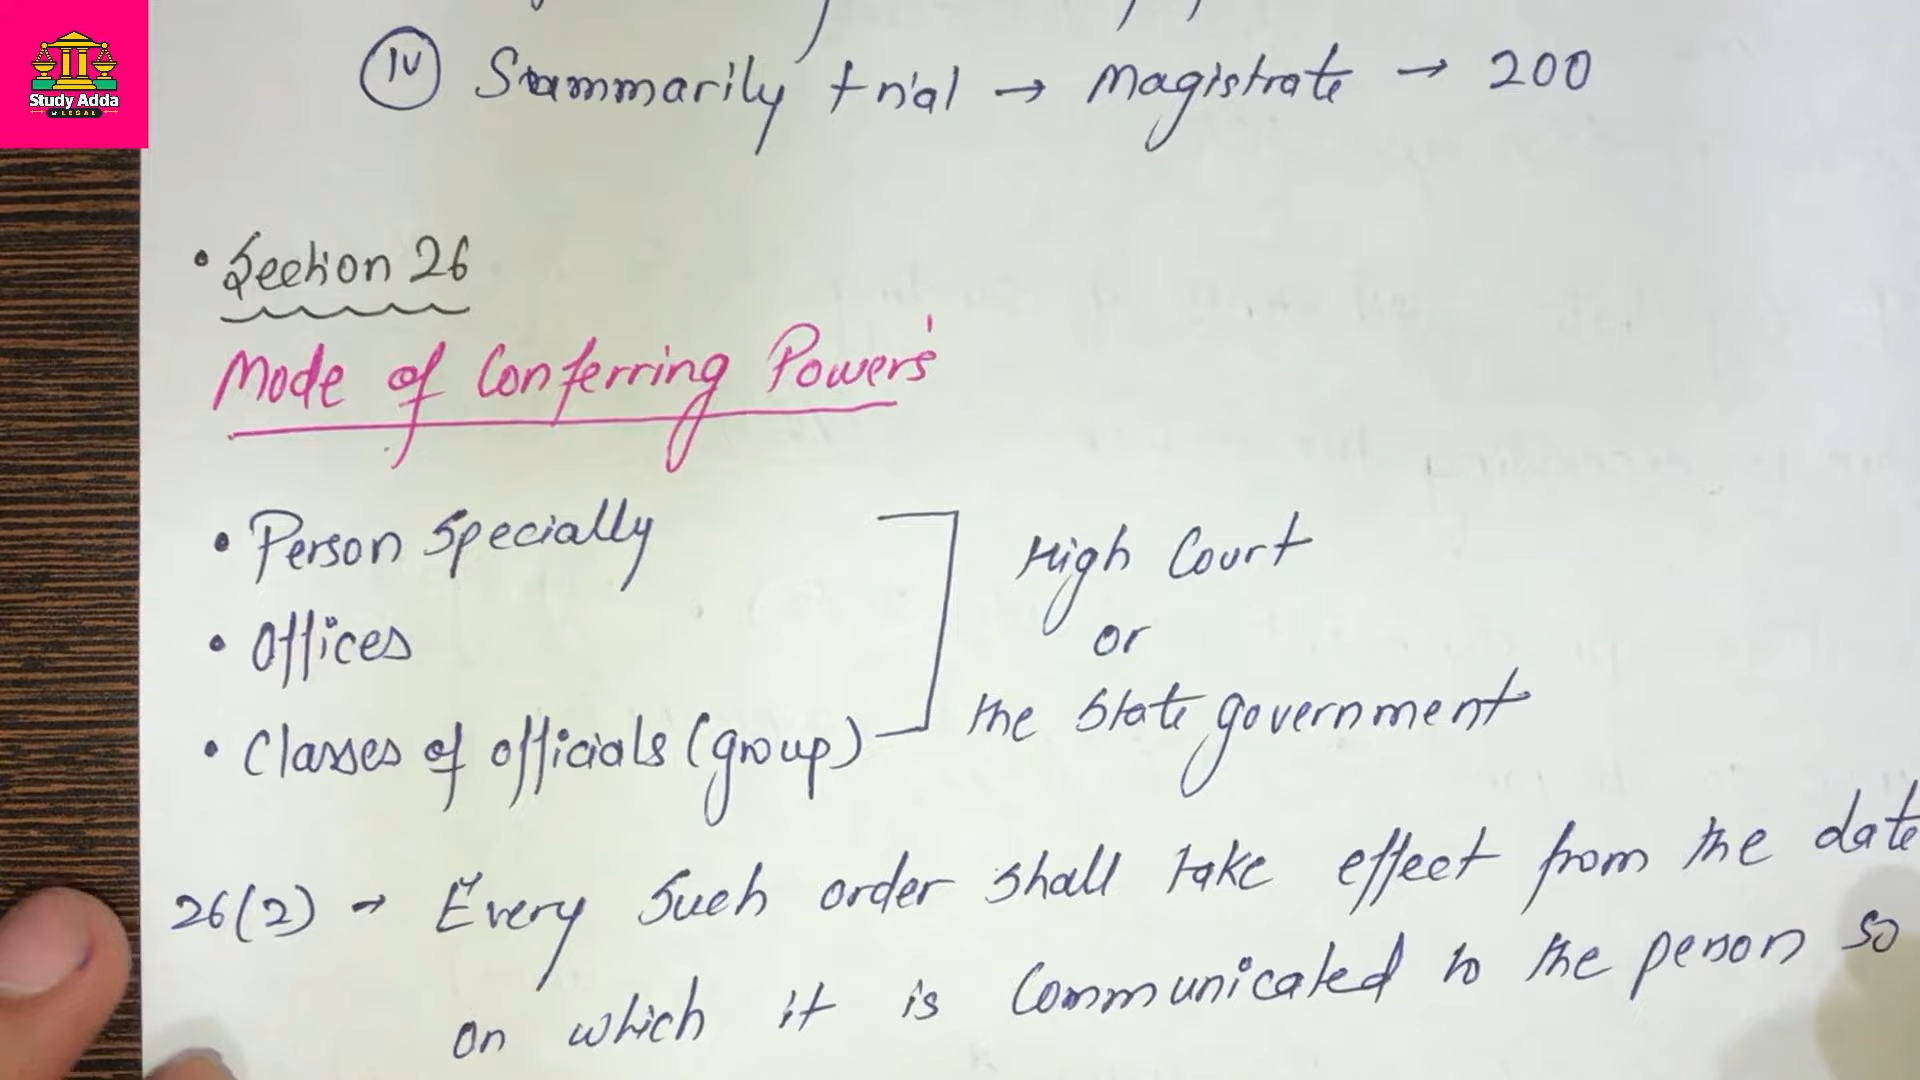 Study Adda
LEGAL
(iv) Summarily trial → Magistrate → 200
• Section 26
Mode of Conferring Powers'
• Person Specially
• Offices
• Classes of officials (group)
High Court
or
the State government
26(2) → Every Such order shall take effect from the date
on which it is Communicated to the person so